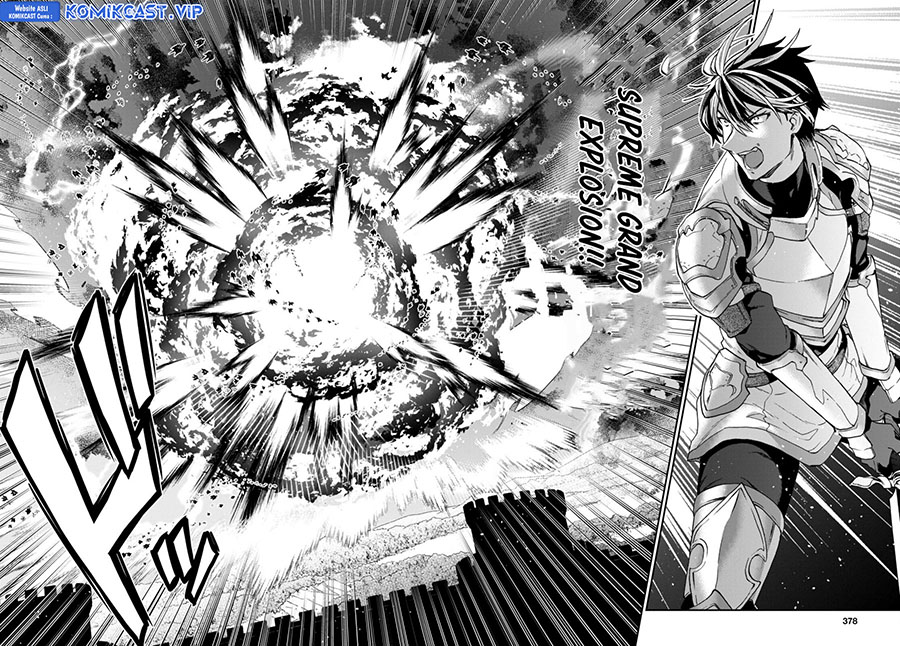 Website ASLI
KOMIKCAST Cuma :
KOMIKCAST.VIP
SUPREME GRAND
EXPLOSION!!!
ドッ
378